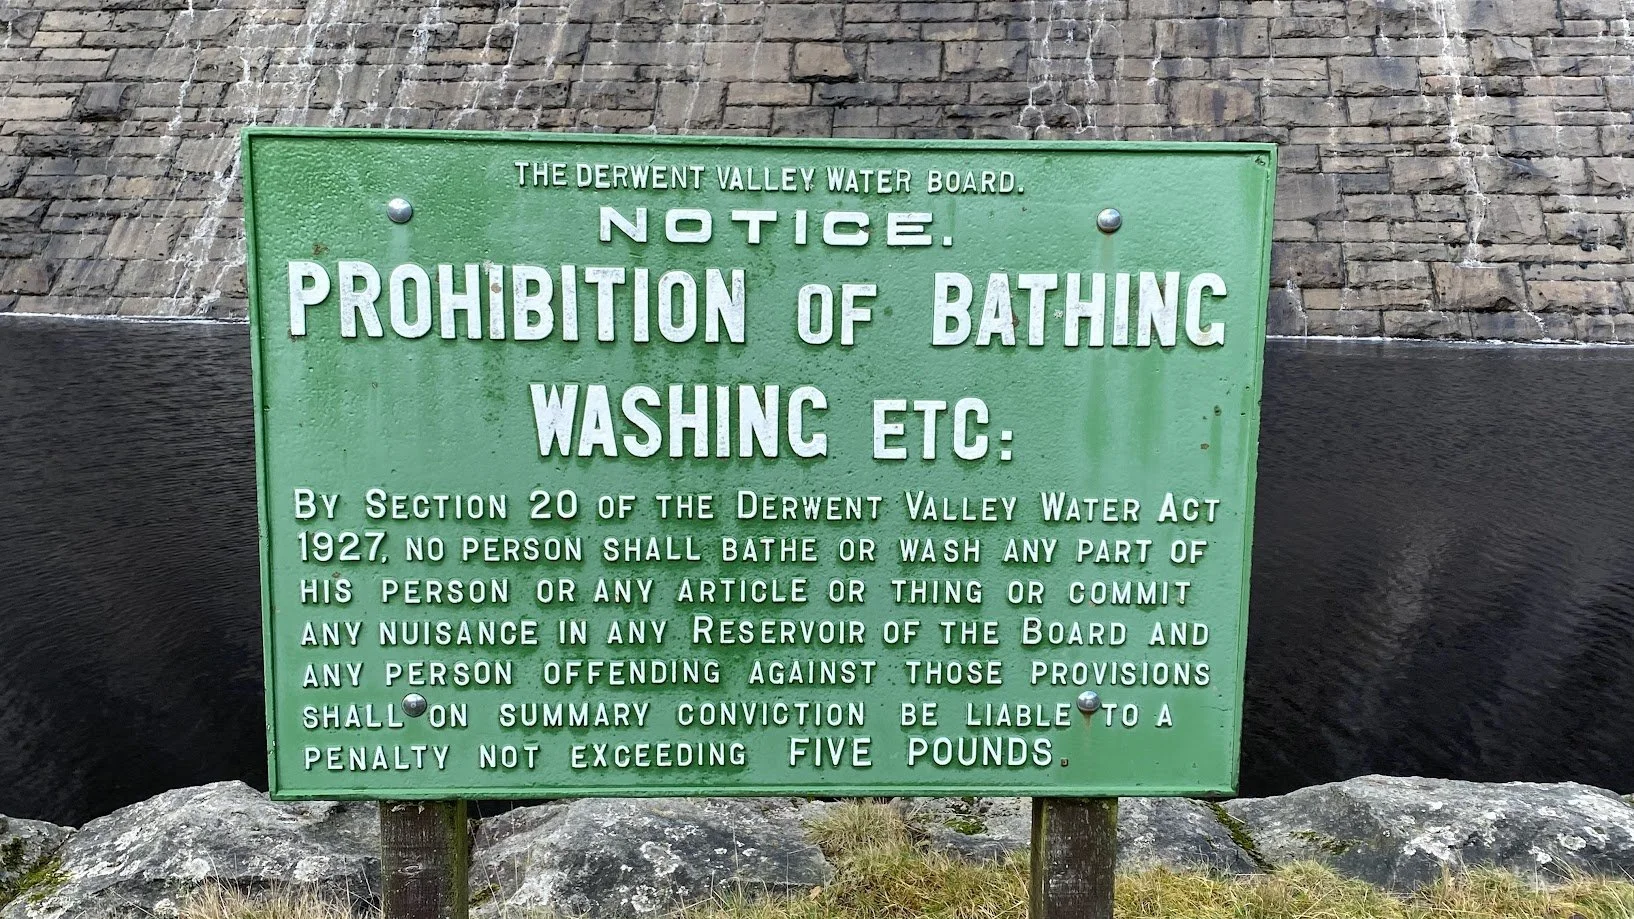 THE DERWENT VALLEY WATER BOARD.
NOTICE.
PROHIBITION OF BATHING
WASHING ETC:
BY SECTION 20 OF THE DERWENT VALLEY WATER ACT
1927, NO PERSON SHALL BATHE OR WASH ANY PART OF
HIS PERSON OR ANY ARTICLE OR THING OR COMMIT
ANY NUISANCE IN ANY RESERVOIR OF THE BOARD AND
ANY PERSON OFFENDING AGAINST THOSE PROVISIONS
SHALL ON SUMMARY CONVICTION BE LIABLE TO A
PENALTY NOT EXCEEDING FIVE POUNDS.